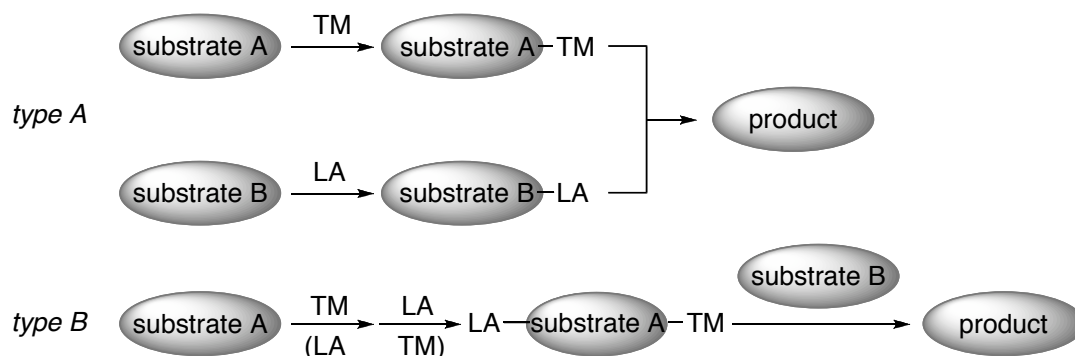 substrate A TM substrate A TM
type A product
substrate B LA substrate B LA
substrate B
type B substrate A TM LA LA substrate A TM product
(LA TM)